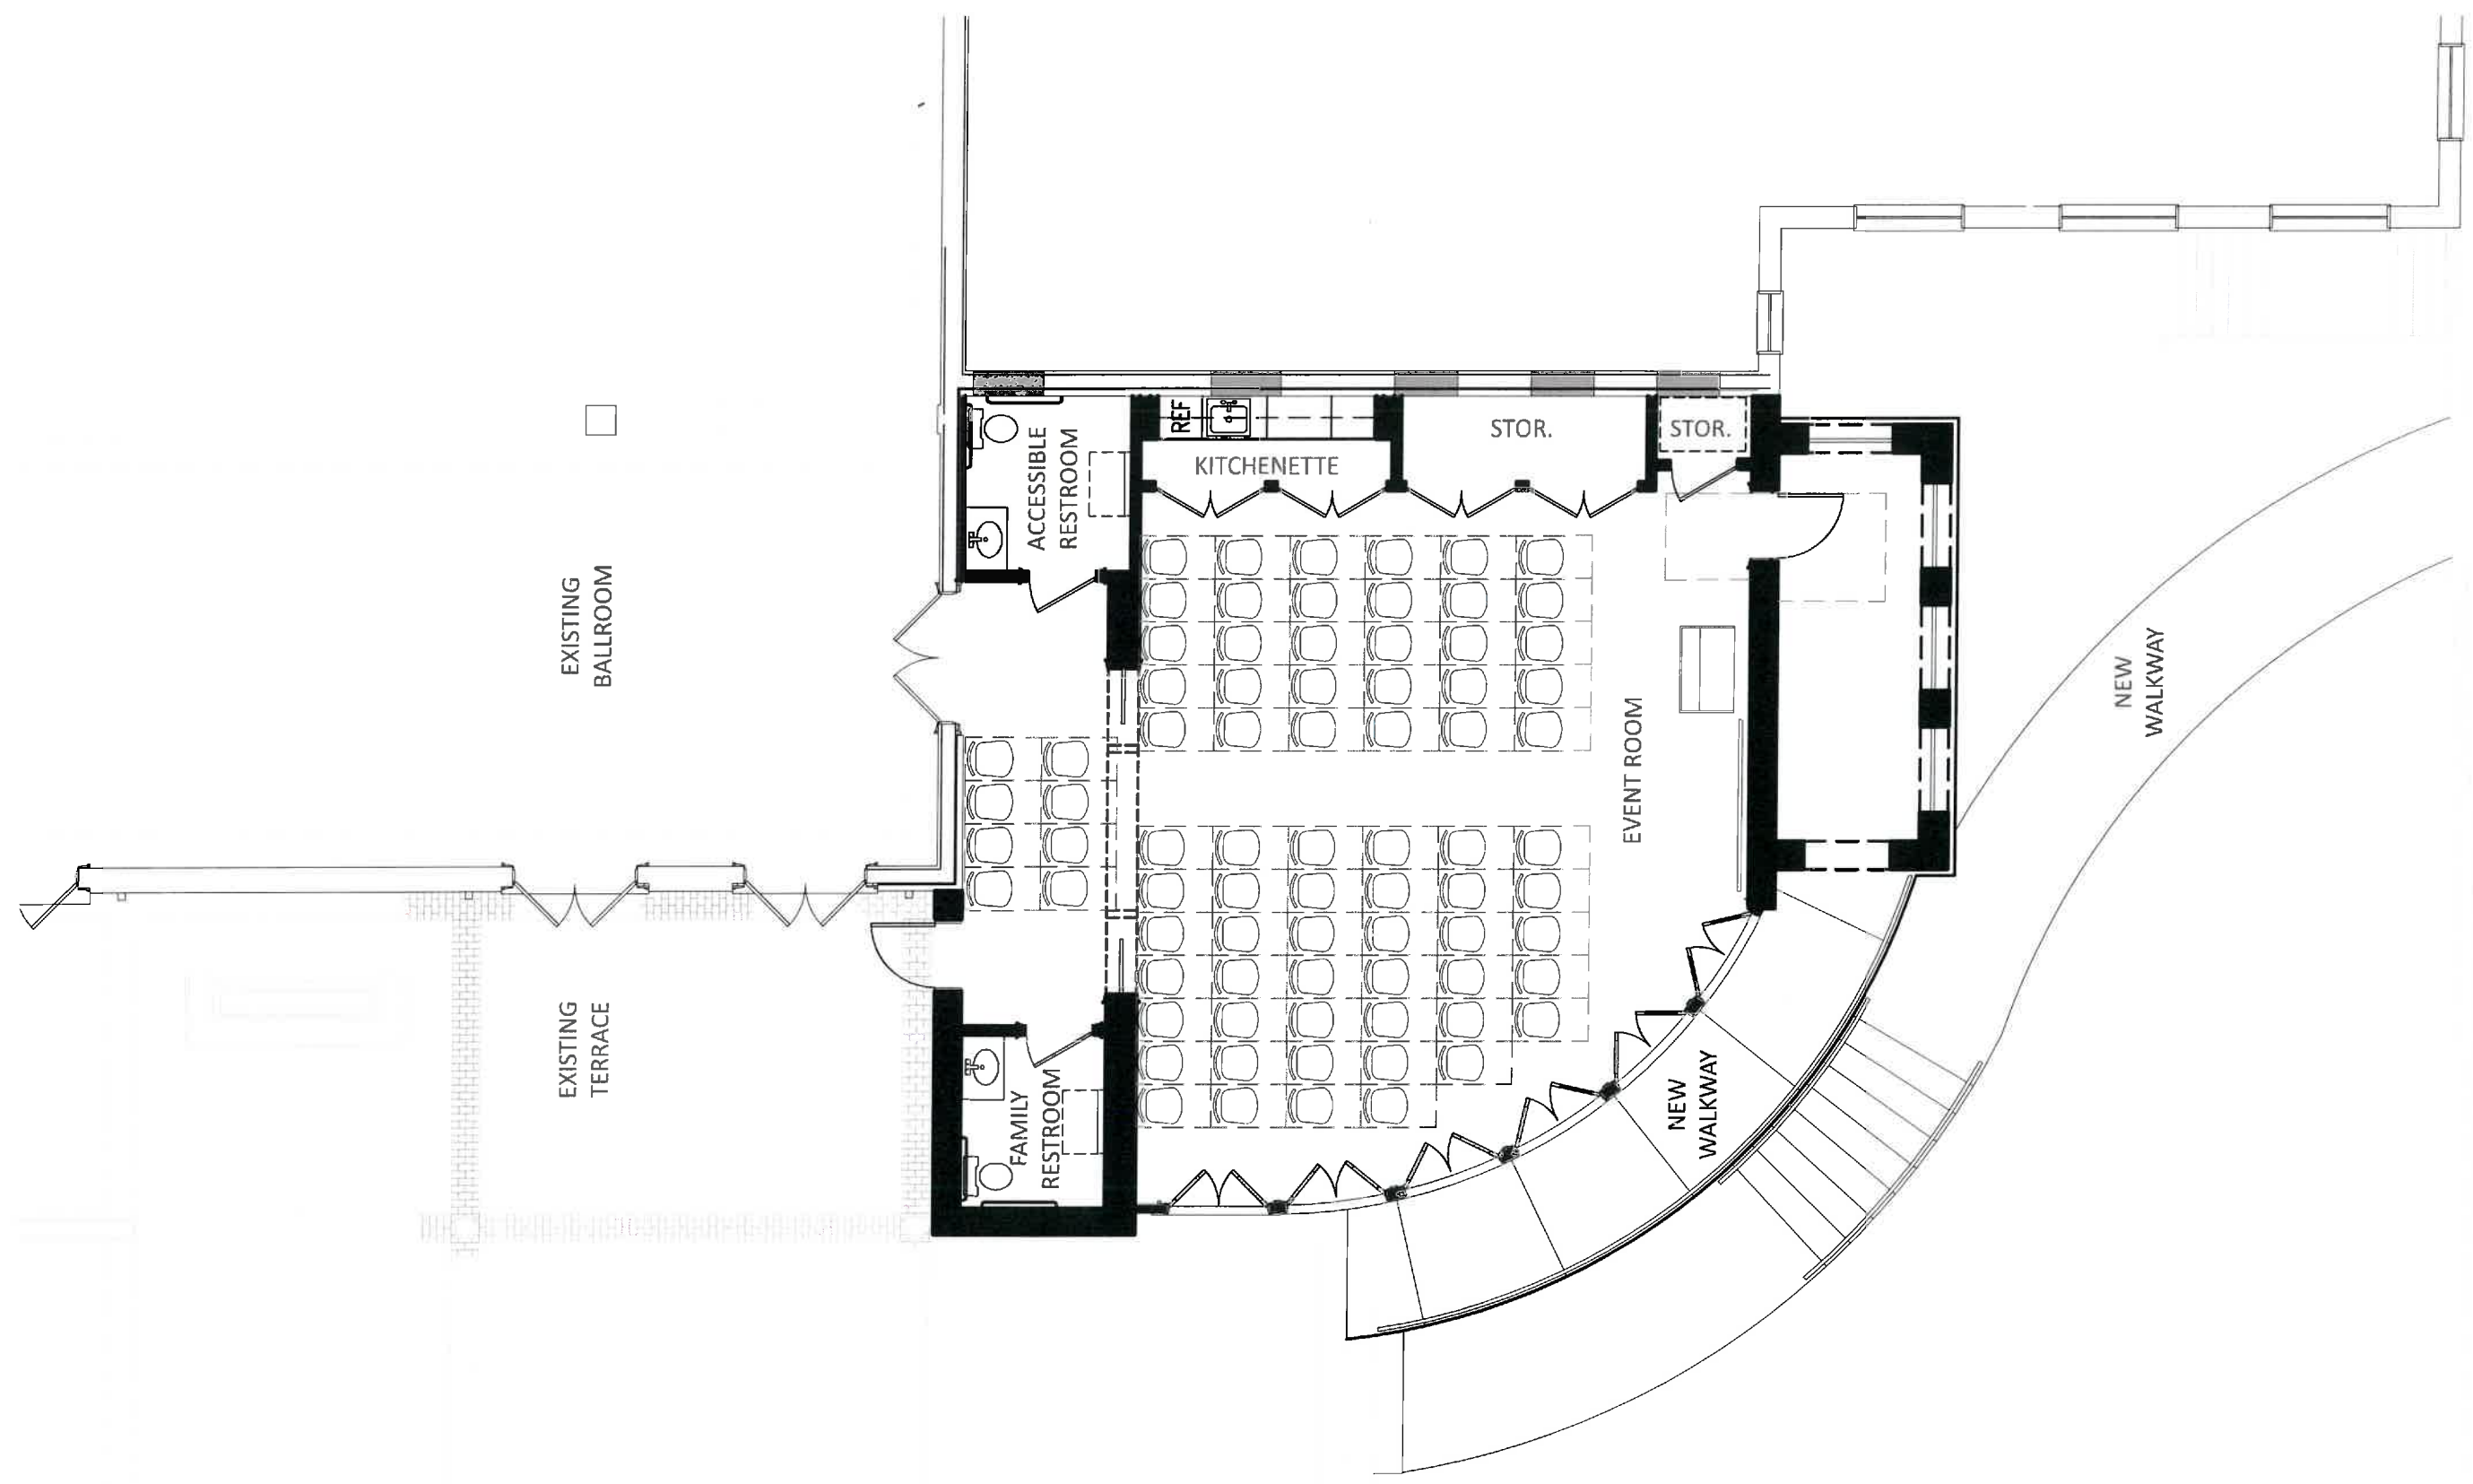 EXISTING
BALLROOM
EXISTING
TERRACE
ACCESSIBLE
RESTROOM
REF
KITCHENETTE
STOR.
STOR.
EVENT ROOM
FAMILY
RESTROOM
NEW
WALKWAY
NEW
WALKWAY